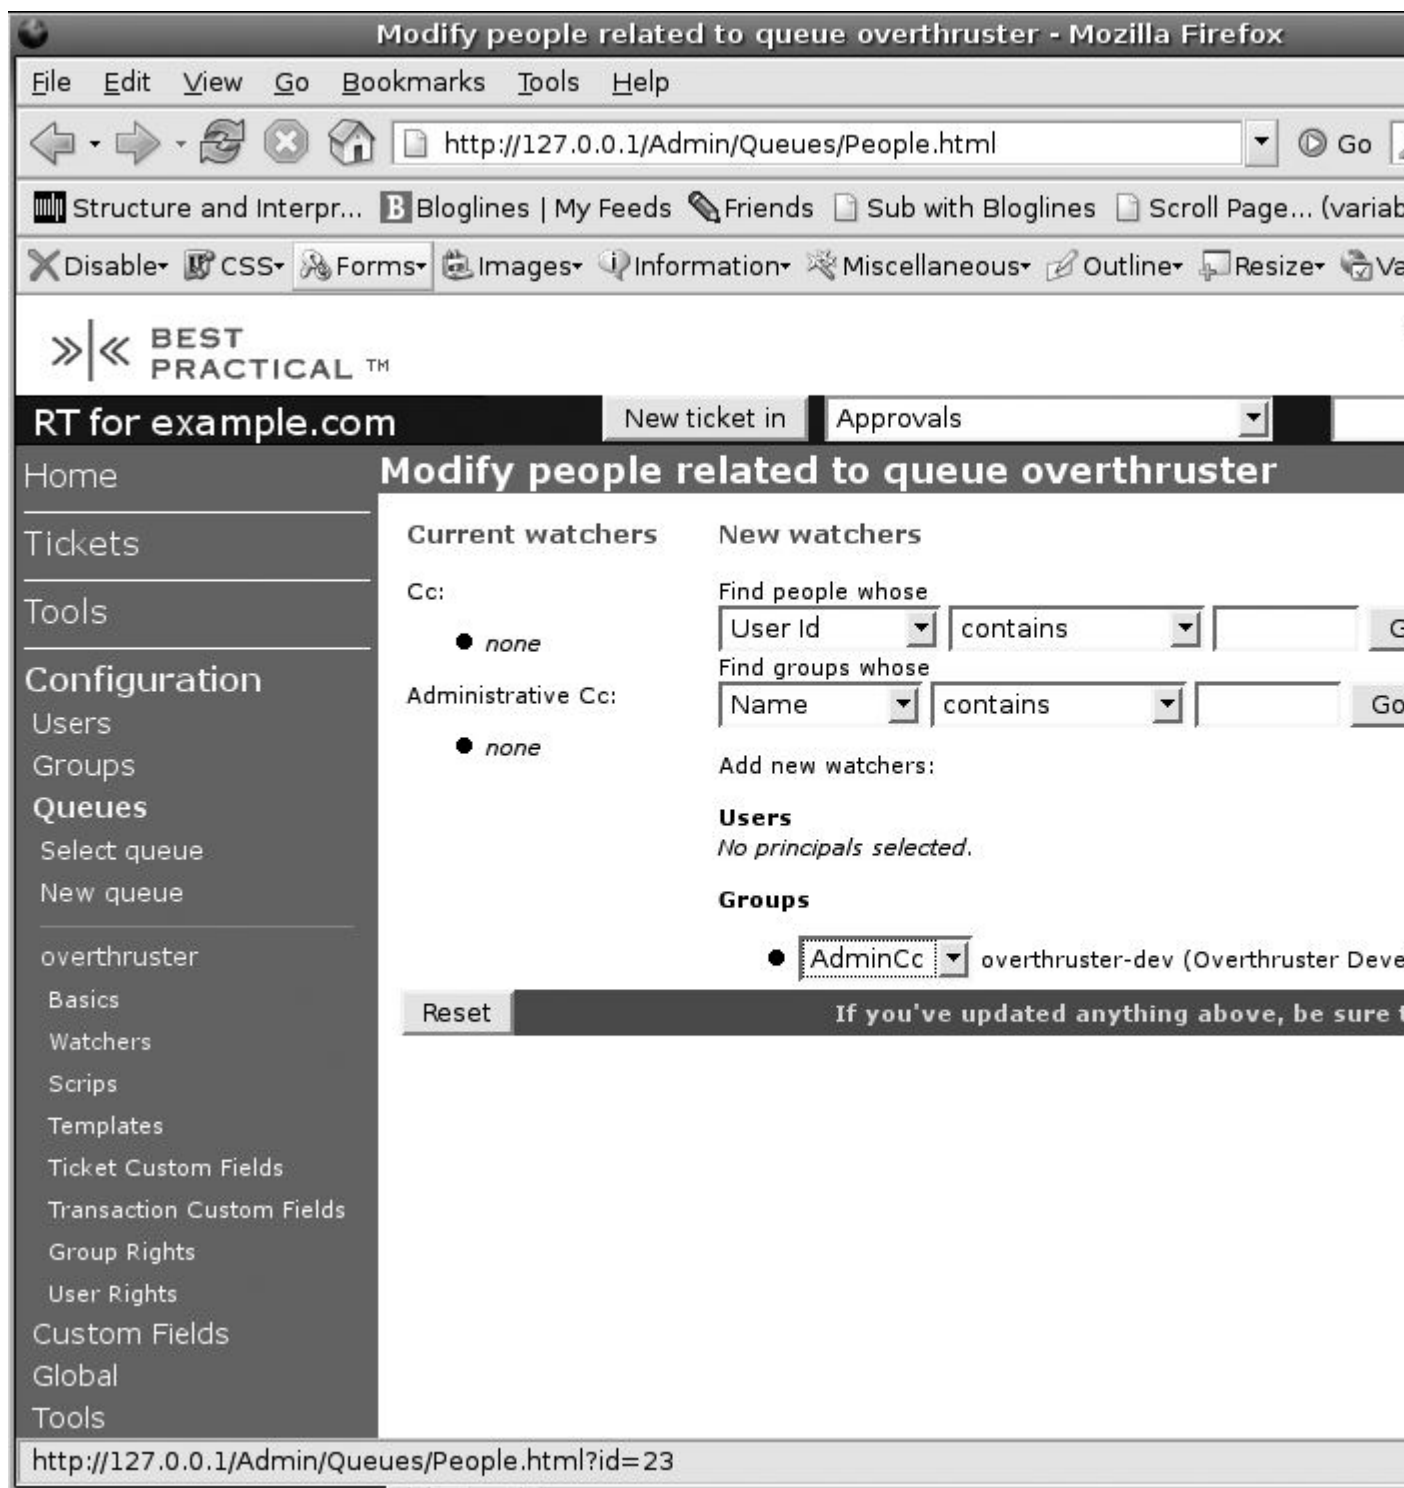 Modify people related to queue overthruster - Mozilla Firefox
File Edit View Go Bookmarks Tools Help
http://127.0.0.1/Admin/Queues/People.html Go
Structure and Interpr... B Bloglines | My Feeds Friends Sub with Bloglines Scroll Page... (variab
Disable CSS Forms Images Information Miscellaneous Outline Resize Va
BEST
PRACTICAL ™
RT for example.com New ticket in Approvals
Modify people related to queue overthruster
Home
Tickets
Tools
Configuration
Users
Groups
Queues
Select queue
New queue
overthruster
Basics
Watchers
Scrips
Templates
Ticket Custom Fields
Transaction Custom Fields
Group Rights
User Rights
Custom Fields
Global
Tools
Current watchers
Cc:
none
Administrative Cc:
none
New watchers
Find people whose
User Id contains G
Find groups whose
Name contains Go
Add new watchers:
Users
No principals selected.
Groups
AdminCc overthruster-dev (Overthruster Deve
Reset If you've updated anything above, be sure t
http://127.0.0.1/Admin/Queues/People.html?id=23